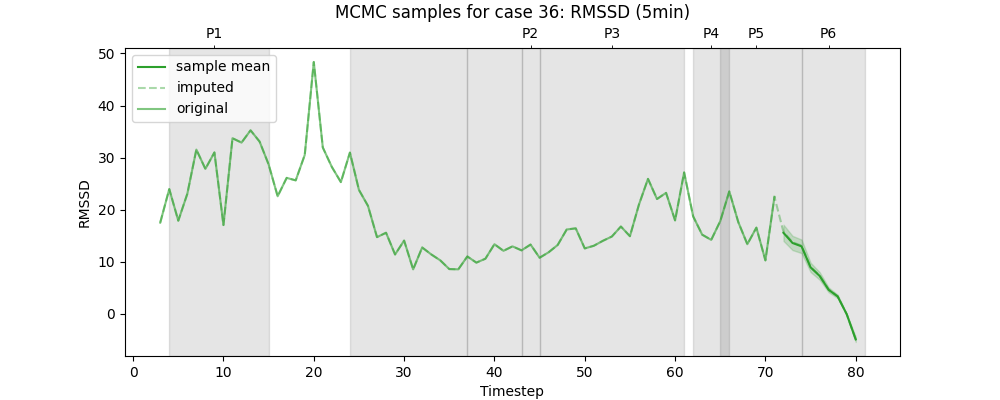 MCMC samples for case 36: RMSSD (5min)
P1 P2 P3 P4 P5 P6
sample mean
imputed
original
50
40
30
20
10
0
RMSSD
0 10 20 30 40 50 60 70 80
Timestep